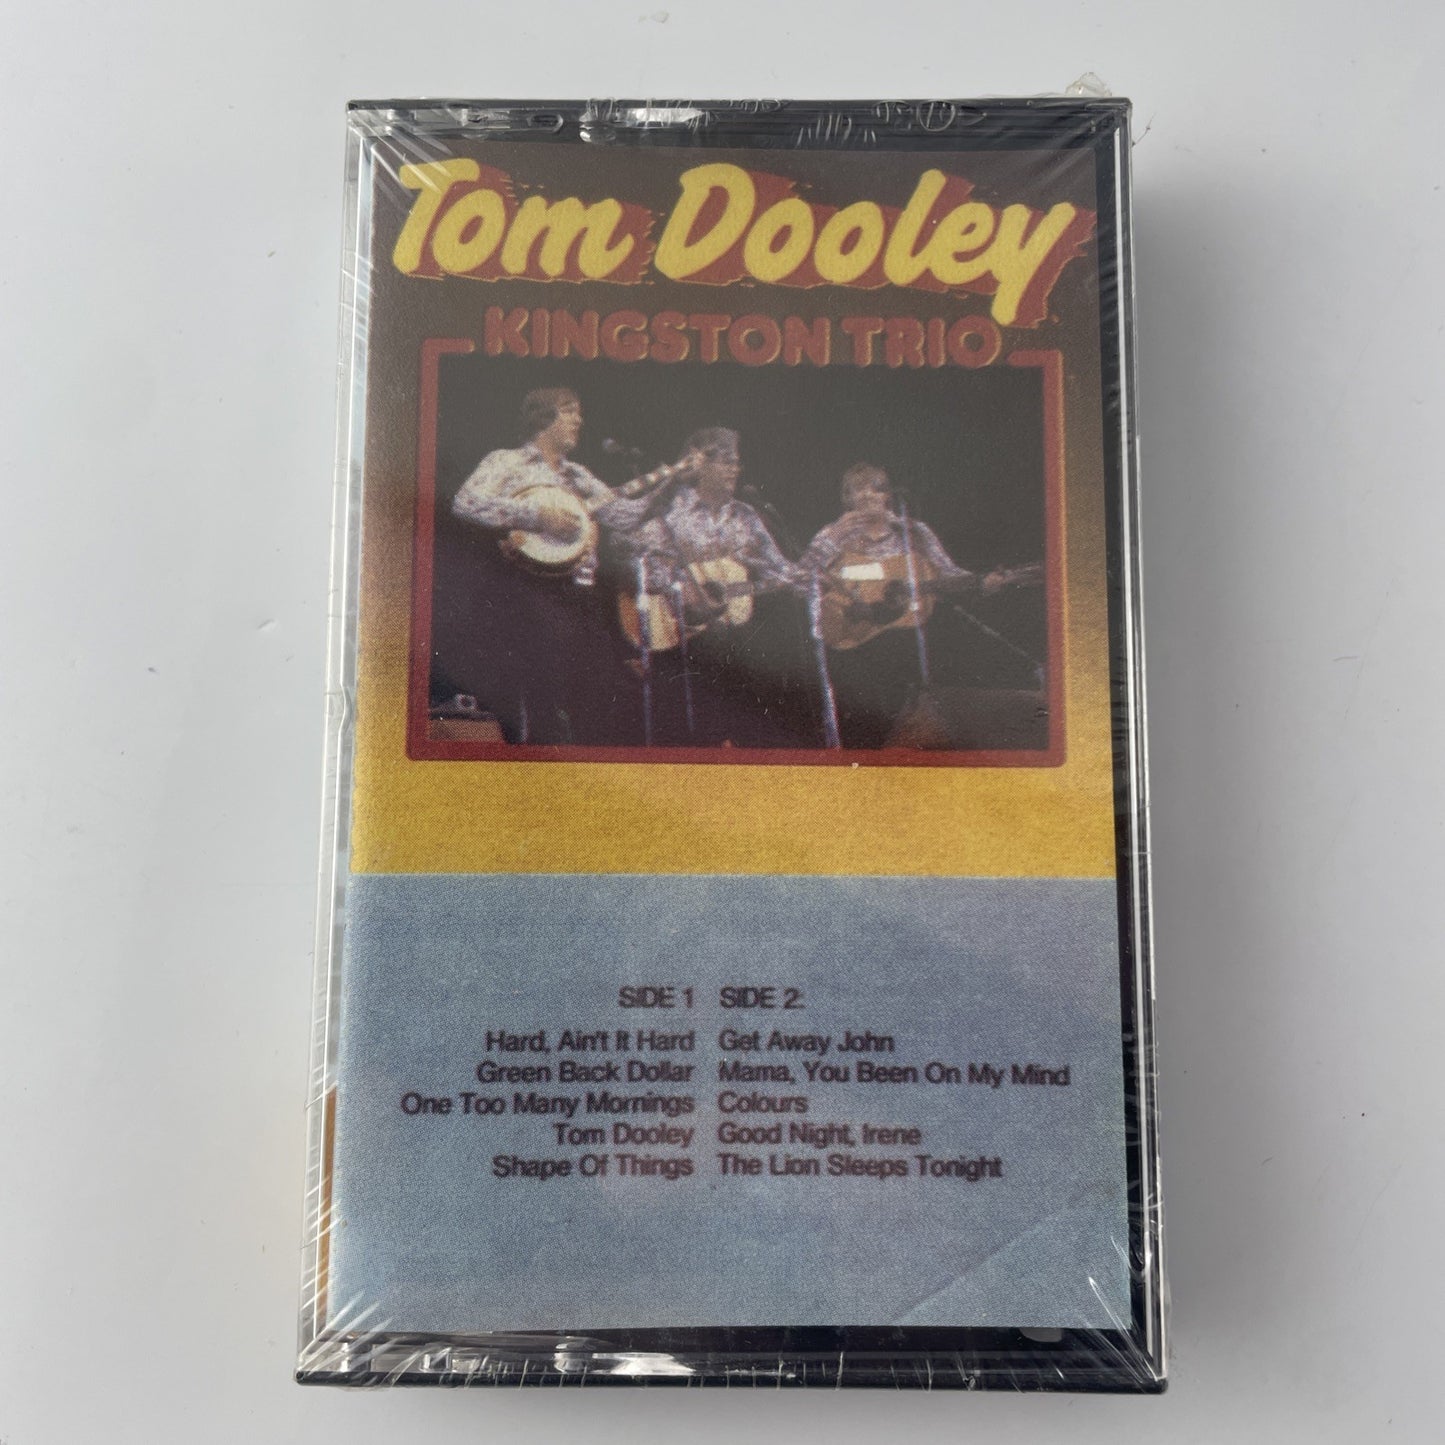 Tom Dooley
KINGSTON TRIO
SIDE 1
Hard, Ain't It Hard
Green Back Dollar
One Too Many Mornings
Tom Dooley
Shape Of Things
SIDE 2:
Get Away John
Mama, You Been On My Mind
Colours
Good Night, Irene
The Lion Sleeps Tonight